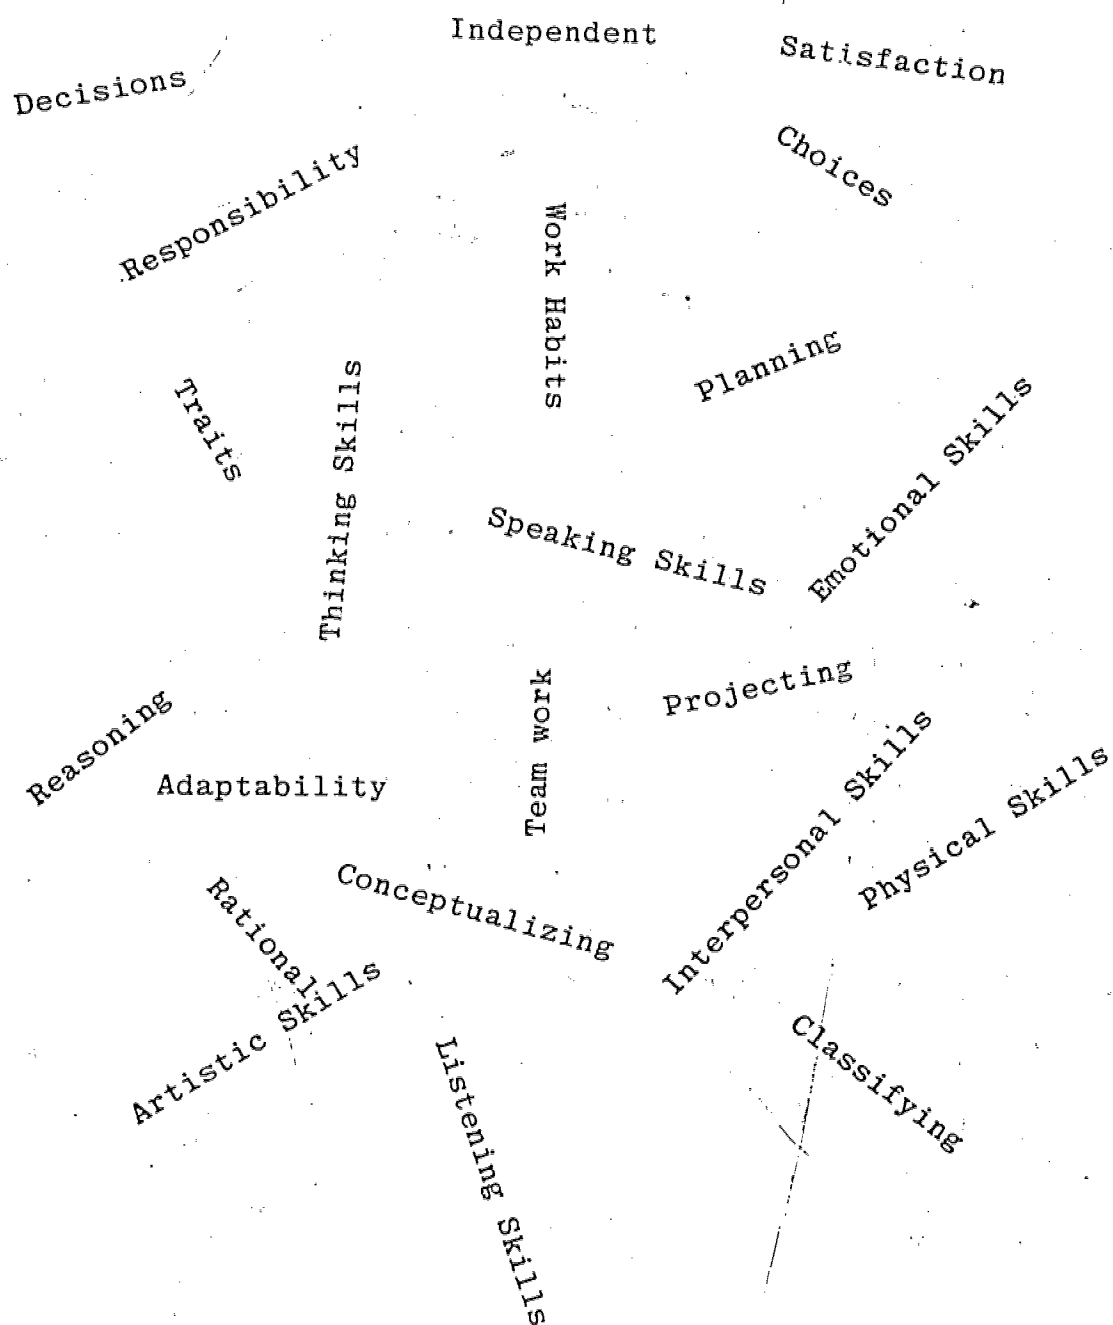 Independent
Satisfaction
Decisions
Choices
Responsibility
Work Habits
Planning
Traits
Thinking Skills
Emotional Skills
Speaking Skills
Projecting
Team work
Reasoning
Adaptability
Interpersonal Skills
Physical Skills
Conceptualizing
Rational
Artistic Skills
Classifying
Listening Skills